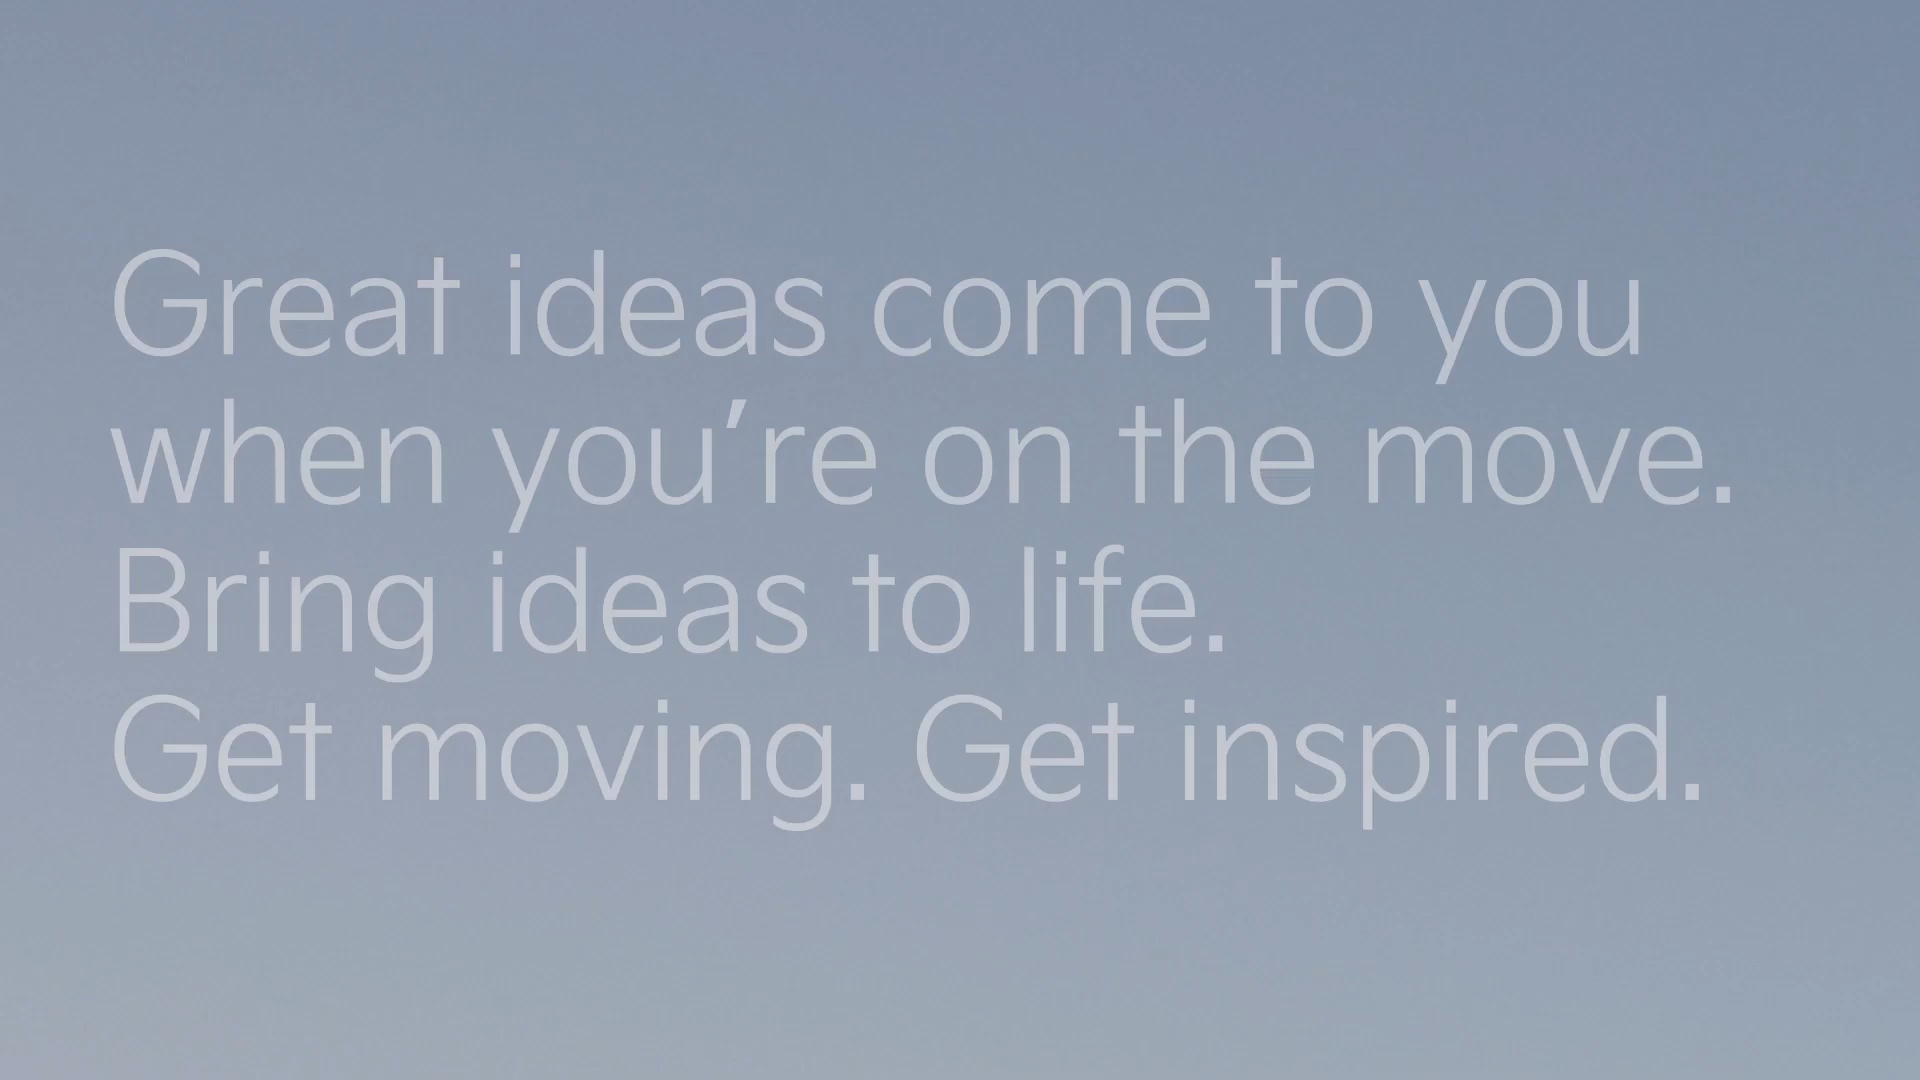 Great ideas come to you
when you’re on the move.
Bring ideas to life.
Get moving. Get inspired.